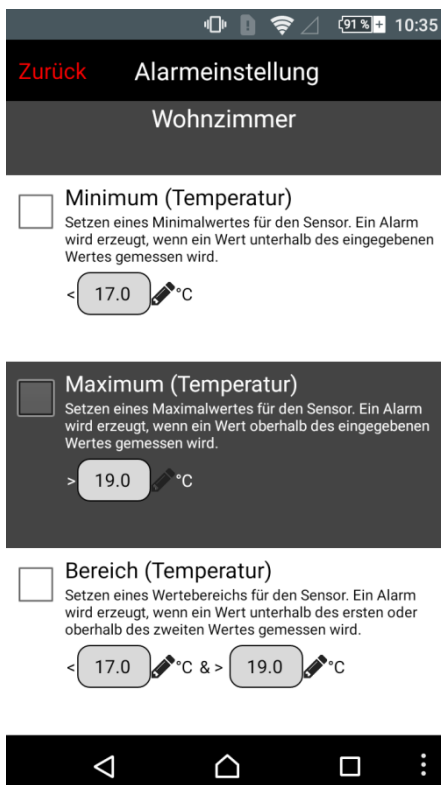 91 % + 10:35
Zurück Alarmeinstellung
Wohnzimmer
Minimum (Temperatur)
Setzen eines Minimalwertes für den Sensor. Ein Alarm
wird erzeugt, wenn ein Wert unterhalb des eingegebenen
Wertes gemessen wird.
< 17.0 °C
Maximum (Temperatur)
Setzen eines Maximalwertes für den Sensor. Ein Alarm
wird erzeugt, wenn ein Wert oberhalb des eingegebenen
Wertes gemessen wird.
> 19.0 °C
Bereich (Temperatur)
Setzen eines Wertebereichs für den Sensor. Ein Alarm
wird erzeugt, wenn ein Wert unterhalb des ersten oder
oberhalb des zweiten Wertes gemessen wird.
< 17.0 °C & > 19.0 °C